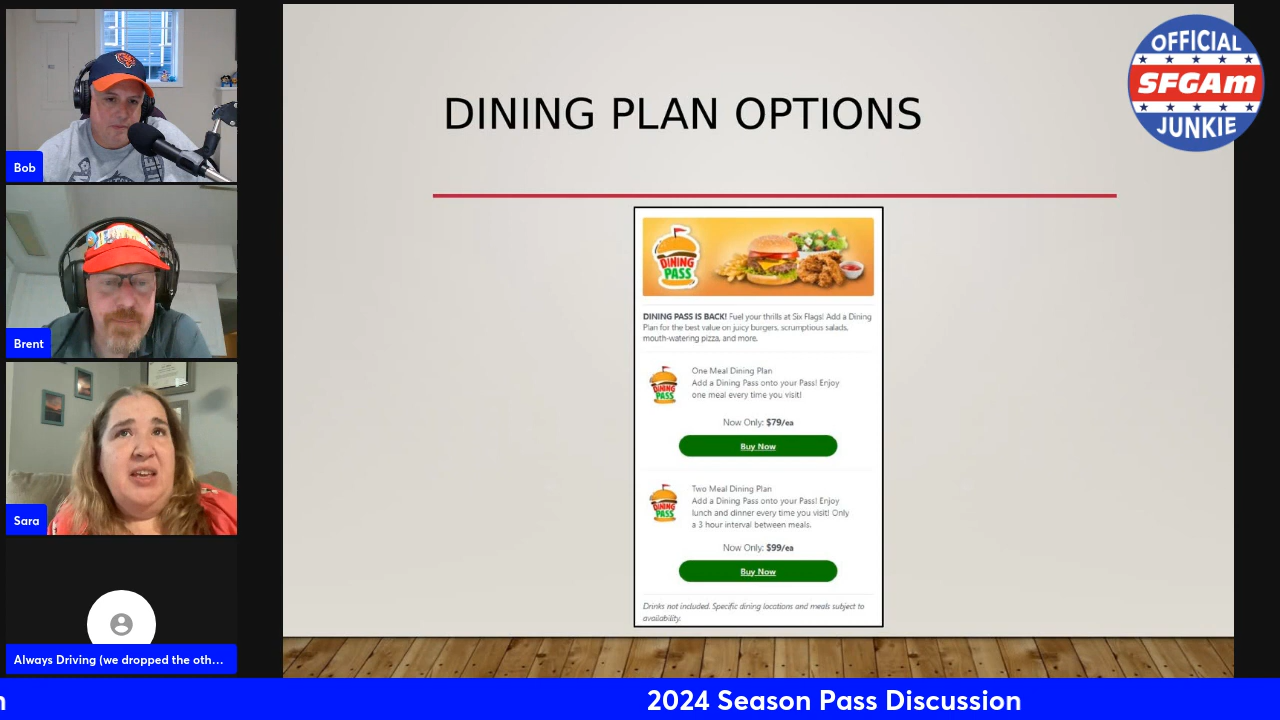 Bob
Brent
Sara
Always Driving (we dropped the oth…
DINING PLAN OPTIONS
OFFICIAL
SFGAm
JUNKIE
DINING
PASS
DINING PASS IS BACK! Fuel your thrills at Six Flags! Add a Dining
Plan for the best value on juicy burgers, scrumptious salads,
mouth-watering pizza, and more.
DINING
PASS
One Meal Dining Plan
Add a Dining Pass onto your Pass! Enjoy
one meal every time you visit!
Now Only: $79/ea
Buy Now
DINING
PASS
Two Meal Dining Plan
Add a Dining Pass onto your Pass! Enjoy
lunch and dinner every time you visit! Only
a 3 hour interval between meals.
Now Only: $99/ea
Buy Now
Drinks not included. Specific dining locations and meals subject to
availability.
2024 Season Pass Discussion